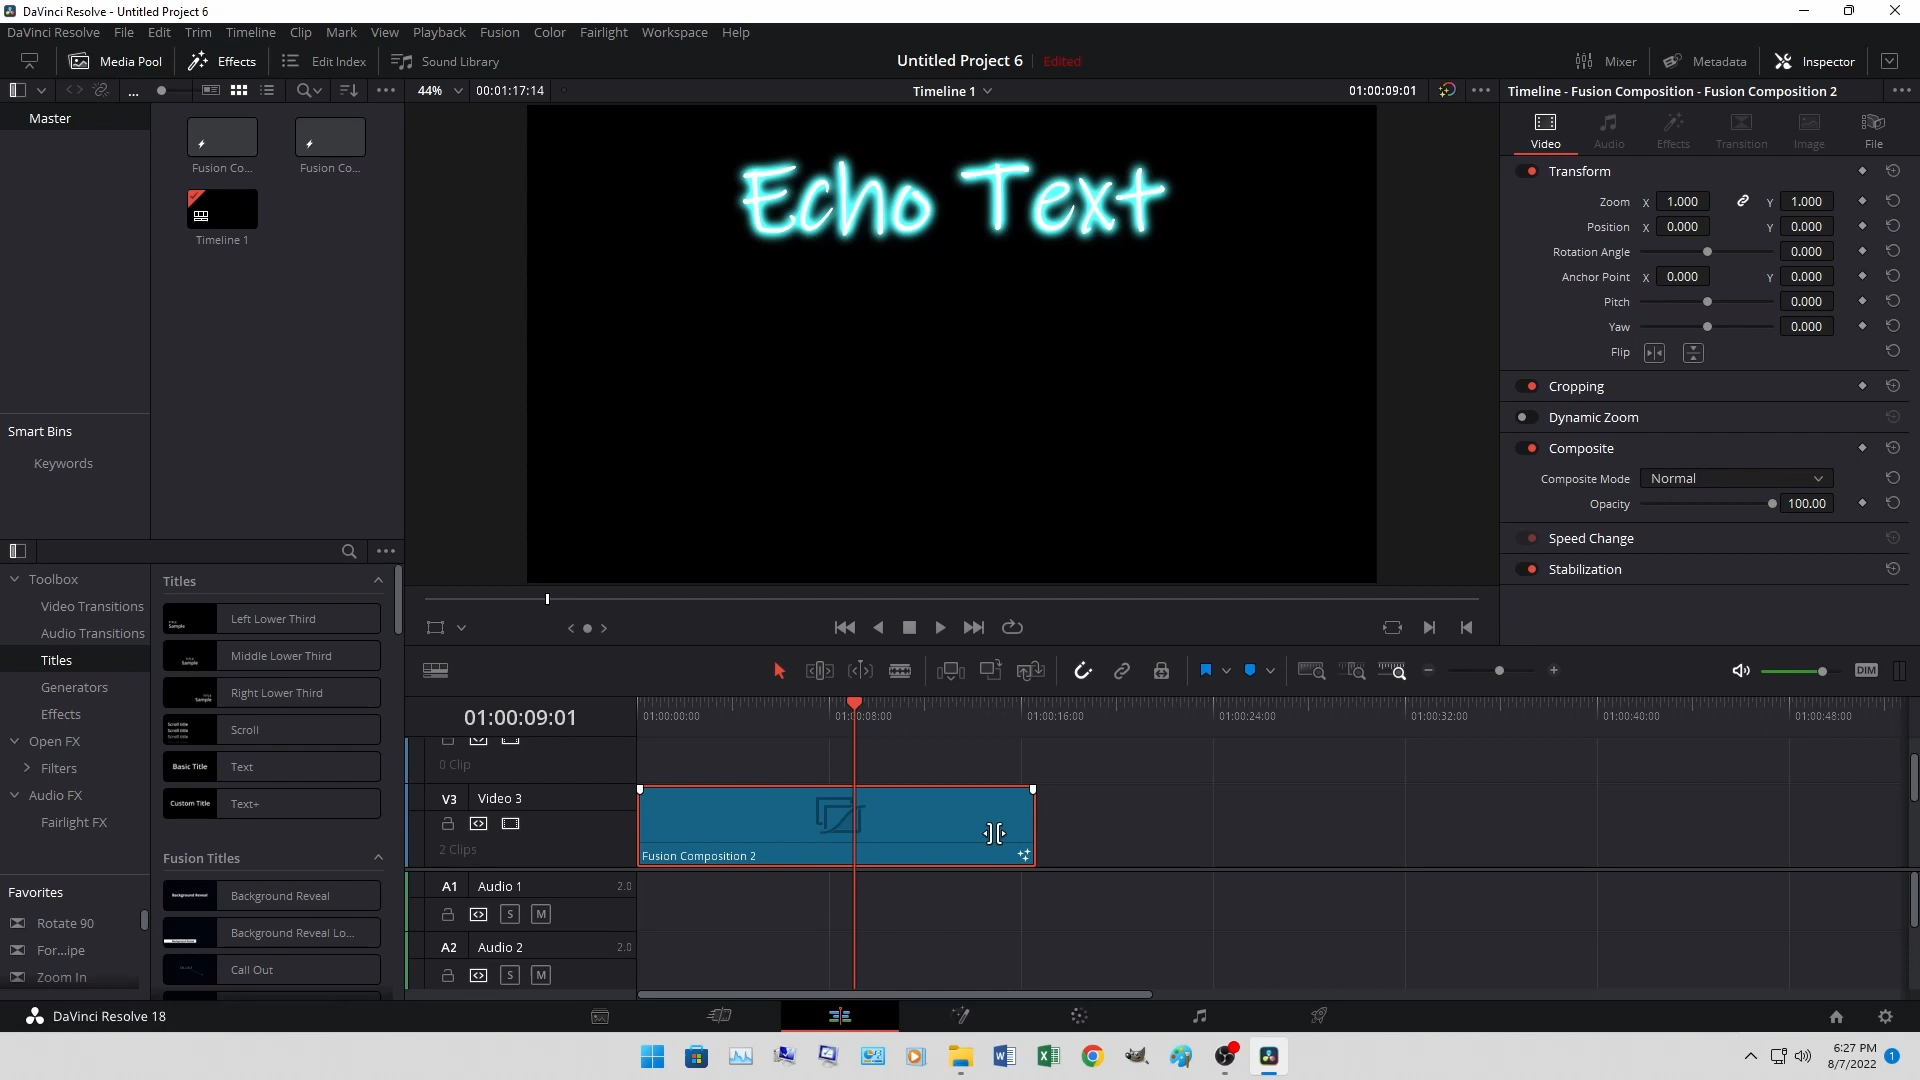 DaVinci Resolve - Untitled Project 6
DaVinci Resolve File Edit Trim Timeline Clip Mark View Playback Fusion Color Fairlight Workspace Help
Media Pool Effects Edit Index Sound Library Untitled Project 6 Edited Mixer Metadata Inspector
... 44% 00:01:17:14 Timeline 1 01:00:09:01 Timeline - Fusion Composition - Fusion Composition 2
Master
Fusion Co... Fusion Co...
Timeline 1
Smart Bins
Keywords
Echo Text
Video Audio Effects Transition Image File
Transform
Zoom X 1.000 Y 1.000
Position X 0.000 Y 0.000
Rotation Angle 0.000
Anchor Point X 0.000 Y 0.000
Pitch 0.000
Yaw 0.000
Flip
Cropping
Dynamic Zoom
Composite
Composite Mode Normal
Opacity 100.00
Speed Change
Stabilization
Toolbox
Video Transitions
Audio Transitions
Titles
Generators
Effects
Open FX
Filters
Audio FX
Fairlight FX
Favorites
Rotate 90
For...ipe
Zoom In
Titles
Left Lower Third
Middle Lower Third
Right Lower Third
Scroll
Basic Title Text
Custom Title Text+
Fusion Titles
Background Reveal Background Reveal
Background Reveal Lo...
Call Out
DIM
01:00:09:01 01:00:00:00 01:00:08:00 01:00:16:00 01:00:24:00 01:00:32:00 01:00:40:00 01:00:48:00
0 Clip
V3 Video 3
2 Clips
Fusion Composition 2
A1 Audio 1 2.0
S M
A2 Audio 2 2.0
S M
DaVinci Resolve 18
6:27 PM
8/7/2022 1